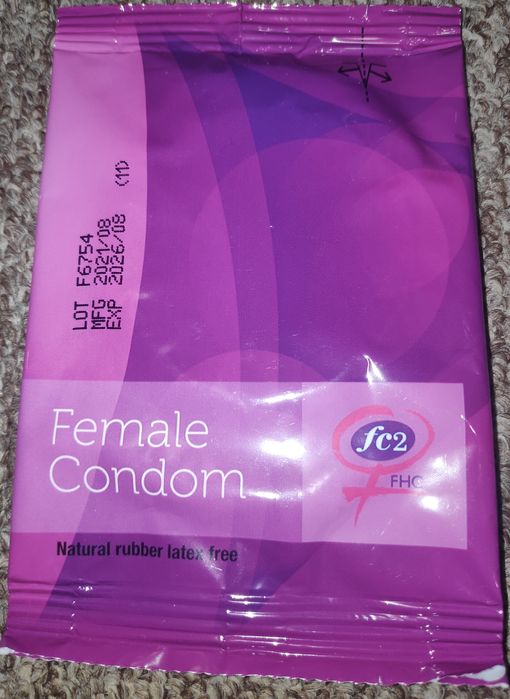 LOT F6754
MFG 2021/08
EXP 2026/08 (11)
Female
Condom
fc2
FHC
Natural rubber latex free